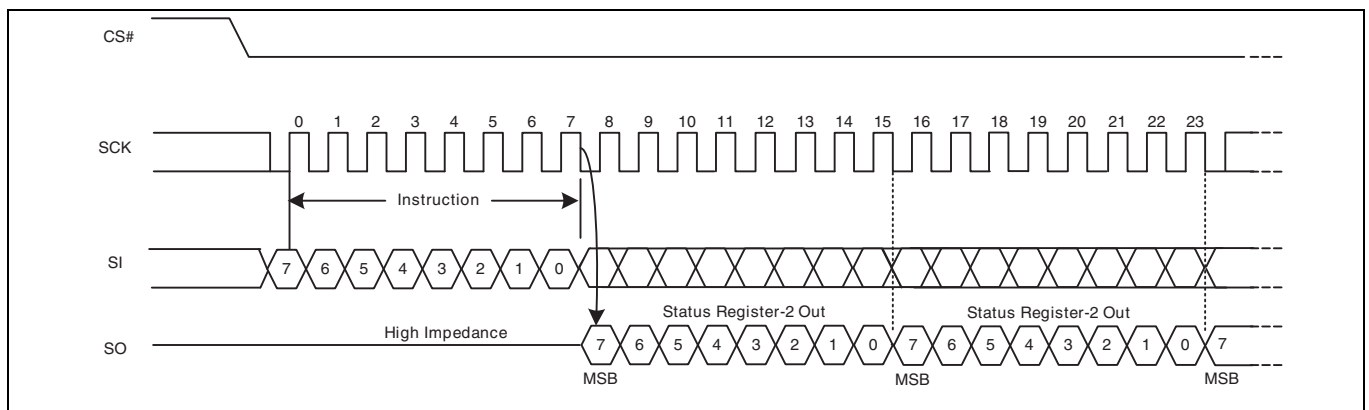 CS#
0 1 2 3 4 5 6 7 8 9 10 11 12 13 14 15 16 17 18 19 20 21 22 23
SCK
Instruction
SI
7 6 5 4 3 2 1 0
Status Register-2 Out Status Register-2 Out
High Impedance
SO
7 6 5 4 3 2 1 0 7 6 5 4 3 2 1 0 7
MSB MSB MSB